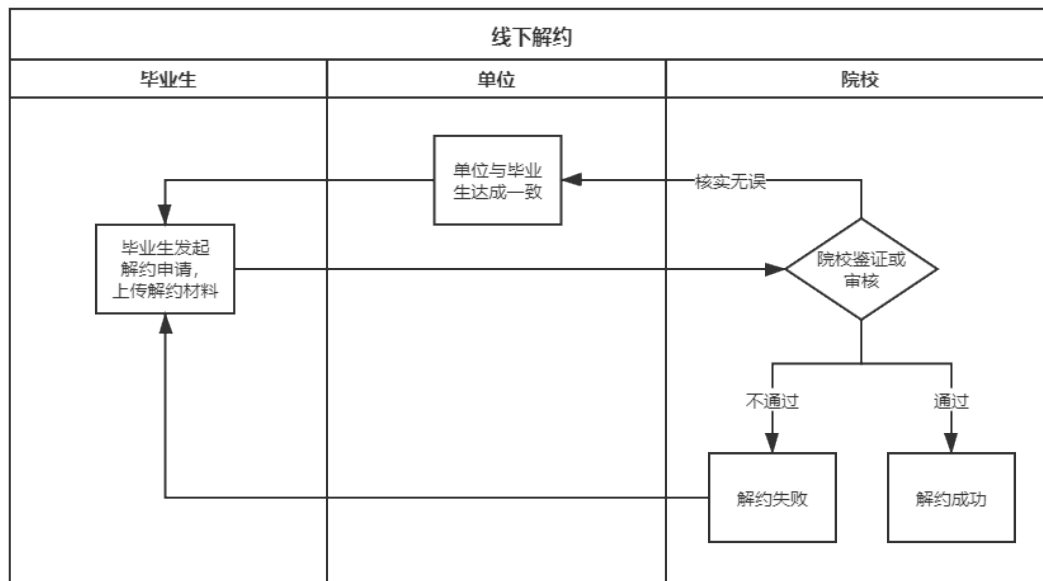 线下解约
毕业生
单位
院校
单位与毕业
生达成一致
核实无误
毕业生发起
解约申请，
上传解约材料
院校鉴证或
审核
不通过
通过
解约失败
解约成功